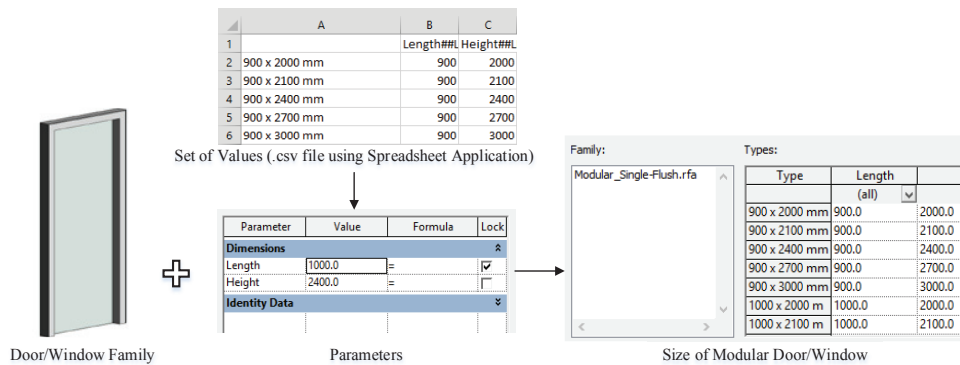 A B C
1 Length##L Height##L
2 900 x 2000 mm 900 2000
3 900 x 2100 mm 900 2100
4 900 x 2400 mm 900 2400
5 900 x 2700 mm 900 2700
6 900 x 3000 mm 900 3000
Set of Values (.csv file using Spreadsheet Application)
Parameter Value Formula Lock
Dimensions
Length 1000.0 =
Height 2400.0 =
Identity Data
Family: Types:
Modular_Single-Flush.rfa
Type Length
(all)
900 x 2000 mm 900.0 2000.0
900 x 2100 mm 900.0 2100.0
900 x 2400 mm 900.0 2400.0
900 x 2700 mm 900.0 2700.0
900 x 3000 mm 900.0 3000.0
1000 x 2000 m 1000.0 2000.0
1000 x 2100 m 1000.0 2100.0
Door/Window Family Parameters Size of Modular Door/Window